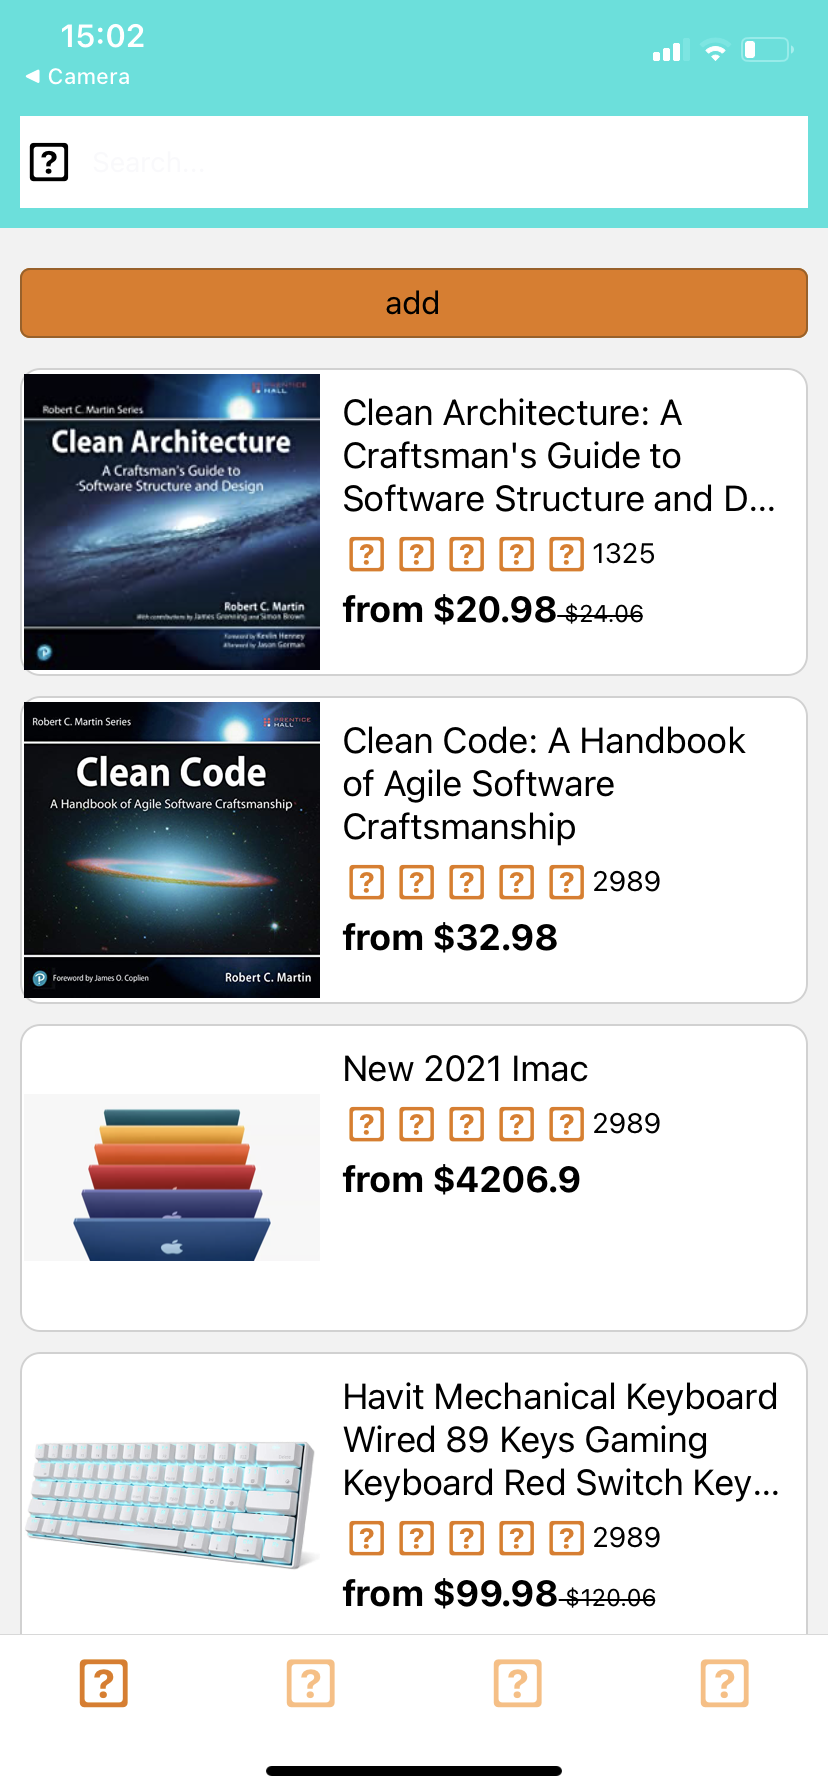 15:02
◀ Camera
Search...
add
PRENTICE HALL
Robert C. Martin Series
Clean Architecture
A Craftsman's Guide to
Software Structure and Design
Robert C. Martin
With contributions by James Grenning and Simon Brown
Foreword by Kevlin Henney
Afterword by Jason Gorman
Clean Architecture: A
Craftsman's Guide to
Software Structure and D...
1325
from $20.98 $24.06
Robert C. Martin Series
PRENTICE HALL
Clean Code
A Handbook of Agile Software Craftsmanship
Foreword by James O. Coplien
Robert C. Martin
Clean Code: A Handbook
of Agile Software
Craftsmanship
2989
from $32.98
New 2021 Imac
2989
from $4206.9
Havit Mechanical Keyboard
Wired 89 Keys Gaming
Keyboard Red Switch Key...
2989
from $99.98 $120.06